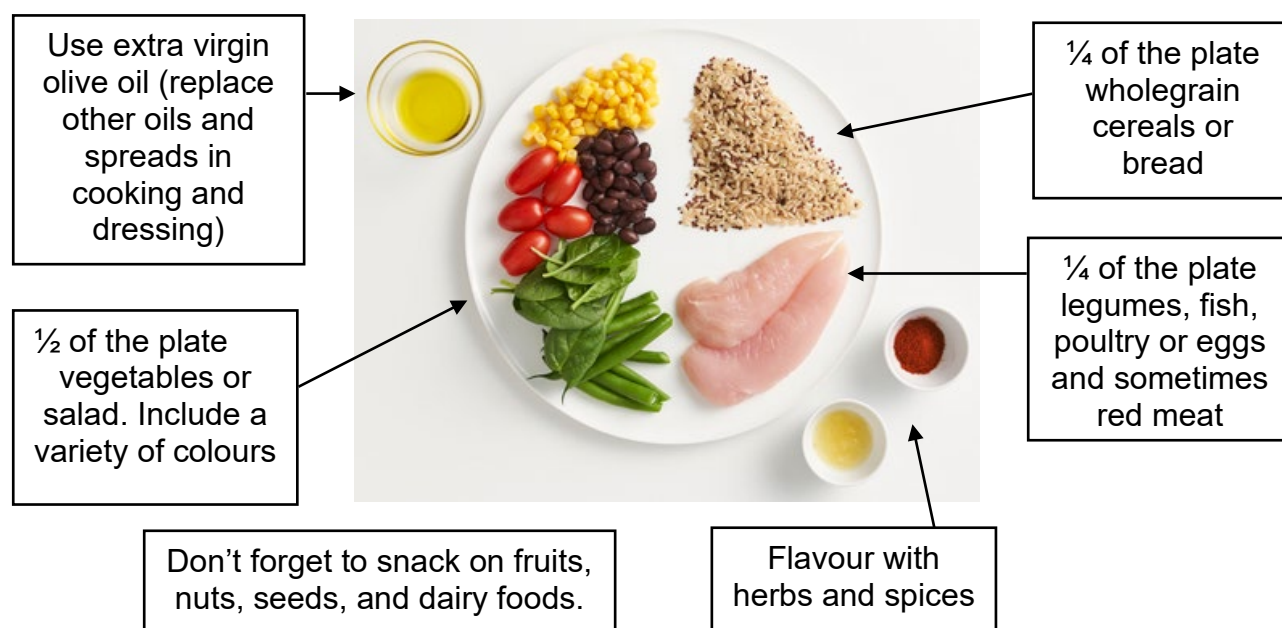 Use extra virgin
olive oil (replace
other oils and
spreads in
cooking and
dressing)
¼ of the plate
wholegrain
cereals or
bread
½ of the plate
vegetables or
salad. Include a
variety of colours
¼ of the plate
legumes, fish,
poultry or eggs
and sometimes
red meat
Don’t forget to snack on fruits,
nuts, seeds, and dairy foods.
Flavour with
herbs and spices